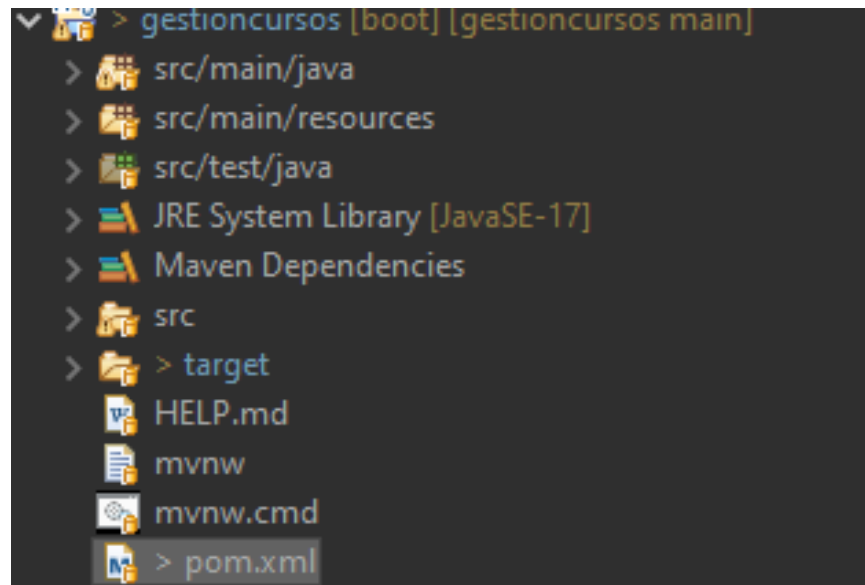 > gestioncursos [boot] [gestioncursos main]
src/main/java
src/main/resources
src/test/java
JRE System Library [JavaSE-17]
Maven Dependencies
src
> target
HELP.md
mvnw
mvnw.cmd
> pom.xml